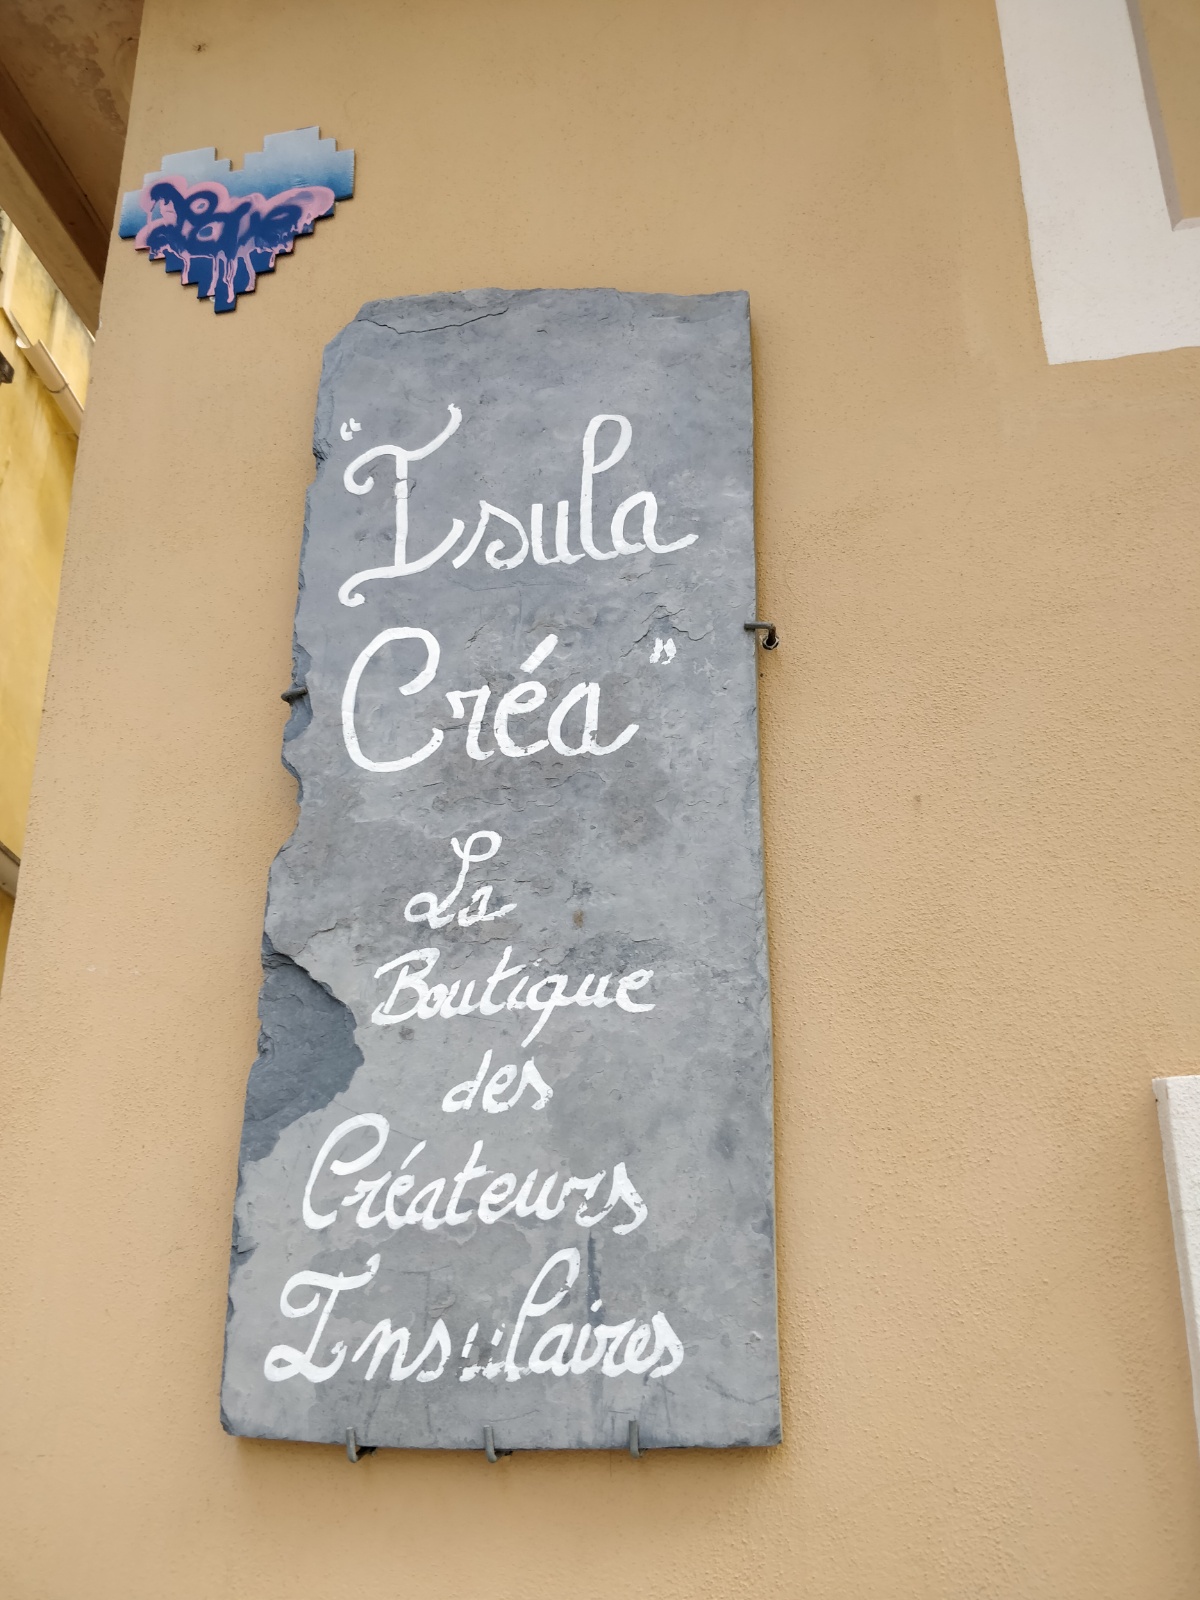 "Isula
Créa"
La
Boutique
des
Créateurs
Insulaires